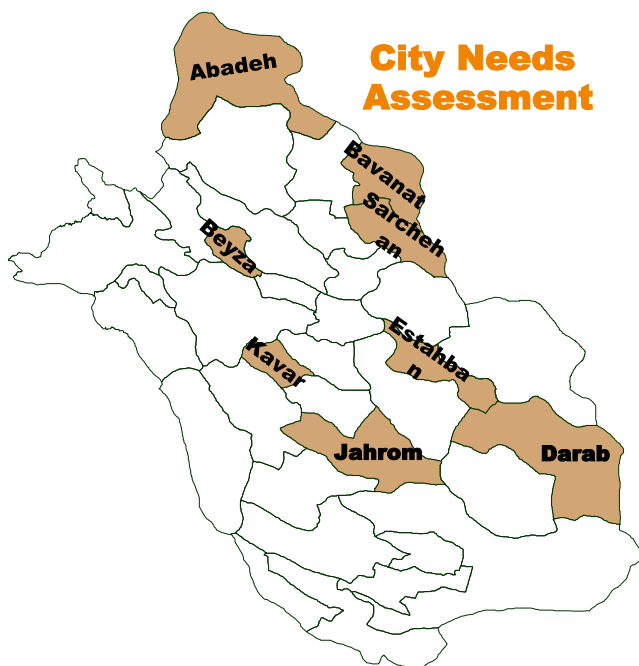 City Needs
Assessment
Abadeh
Bavanat
Sarcheh
an
Beyza
Estahba
n
Kavar
Jahrom
Darab